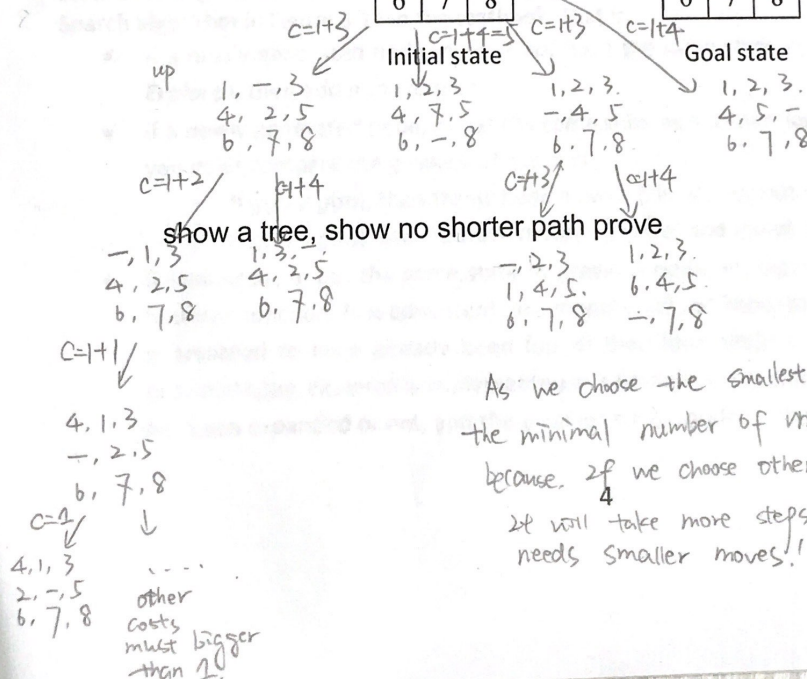 6 7 8
6 7 8
c=1+3
c=1+4=5
c=1+3
c=1+4
Initial state
Goal state
up
1, -, 3
4, 2, 5
6, 7, 8
1, 2, 3
4, 7, 5
6, -, 8
1, 2, 3.
-, 4, 5
6, 7, 8
1, 2, 3.
4, 5, -
6, 7, 8
c=1+2
c=1+4
c=1+3
c=1+4
show a tree, show no shorter path prove
-, 1, 3
4, 2, 5
6, 7, 8
1, 3, -.
4, 2, 5
6, 7, 8
-, 2, 3
1, 4, 5.
6, 7, 8
1, 2, 3.
6, 4, 5
-, 7, 8
C=1+1
4, 1, 3
-, 2, 5
6, 7, 8
As we choose the smallest
the minimal number of
because. If we choose
4
It will take more steps
needs smaller moves!!
c=1
4, 1, 3
2, -, 5
6, 7, 8
....
other
costs
must bigger
than 1.